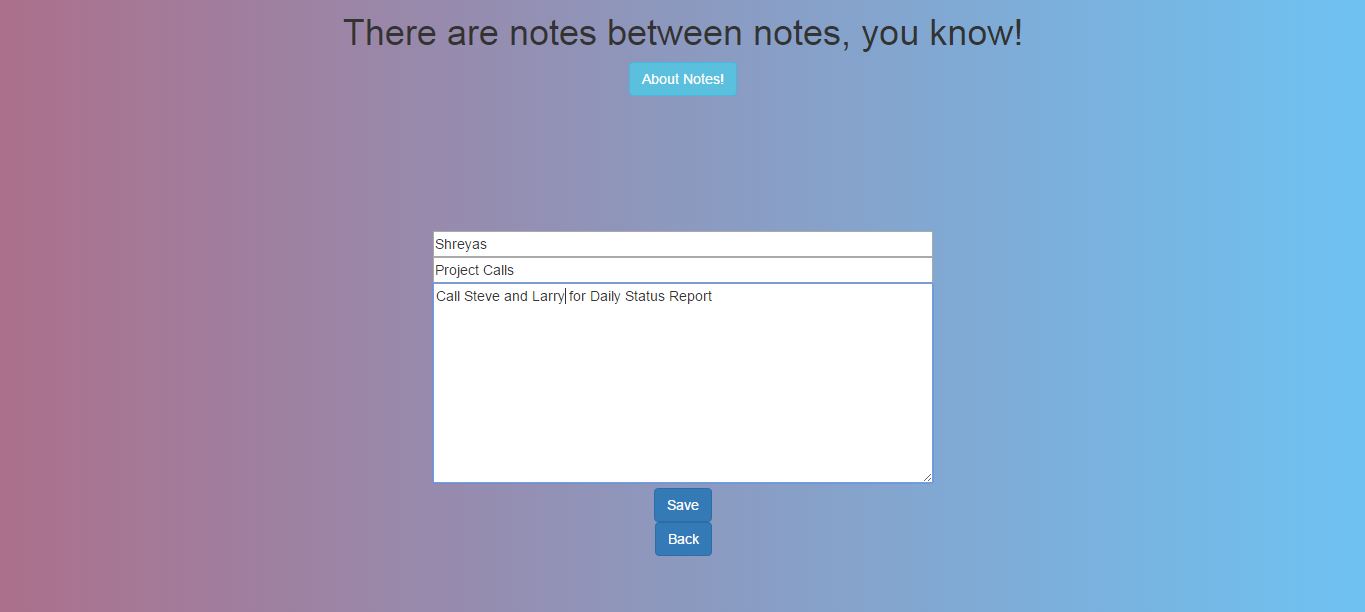 There are notes between notes, you know!
About Notes!
Shreyas
Project Calls
Call Steve and Larry for Daily Status Report
Save
Back